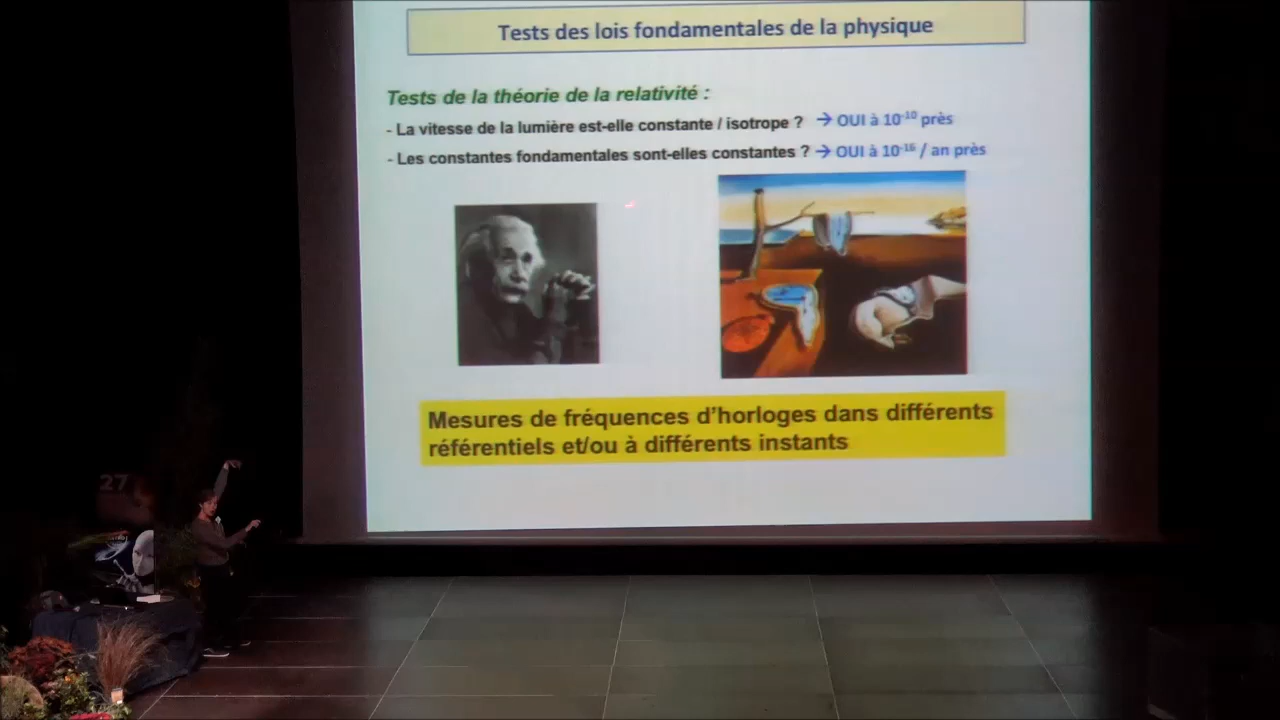 Tests des lois fondamentales de la physique
Tests de la théorie de la relativité :
- La vitesse de la lumière est-elle constante / isotrope ? → OUI à 10⁻¹⁰ près
- Les constantes fondamentales sont-elles constantes ? → OUI à 10⁻¹⁶ / an près
Mesures de fréquences d'horloges dans différents
référentiels et/ou à différents instants
27